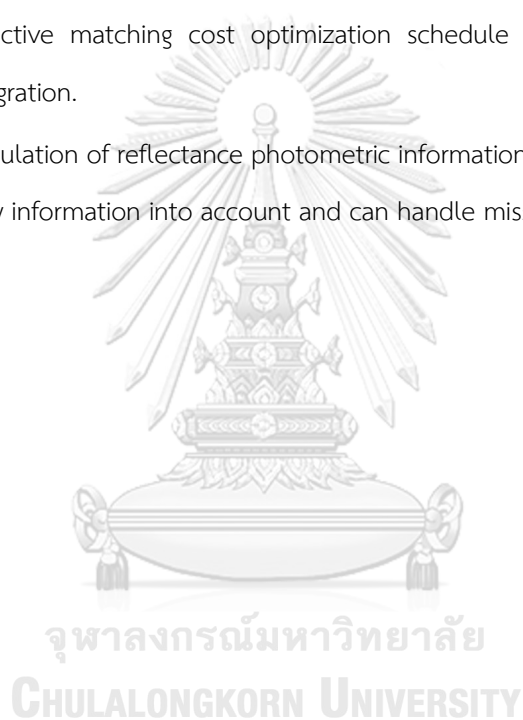 ctive matching cost optimization schedule
gration.
ulation of reflectance photometric information
information into account and can handle mis
จุฬาลงกรณ์มหาวิทยาลัย
CHULALONGKORN UNIVERSITY